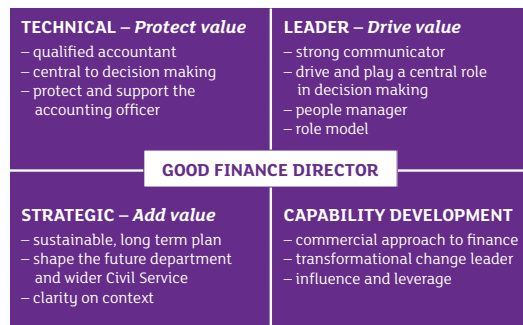 TECHNICAL – Protect value
– qualified accountant
– central to decision making
– protect and support the
accounting officer
LEADER – Drive value
– strong communicator
– drive and play a central role
in decision making
– people manager
– role model
GOOD FINANCE DIRECTOR
STRATEGIC – Add value
– sustainable, long term plan
– shape the future department
and wider Civil Service
– clarity on context
CAPABILITY DEVELOPMENT
– commercial approach to finance
– transformational change leader
– influence and leverage